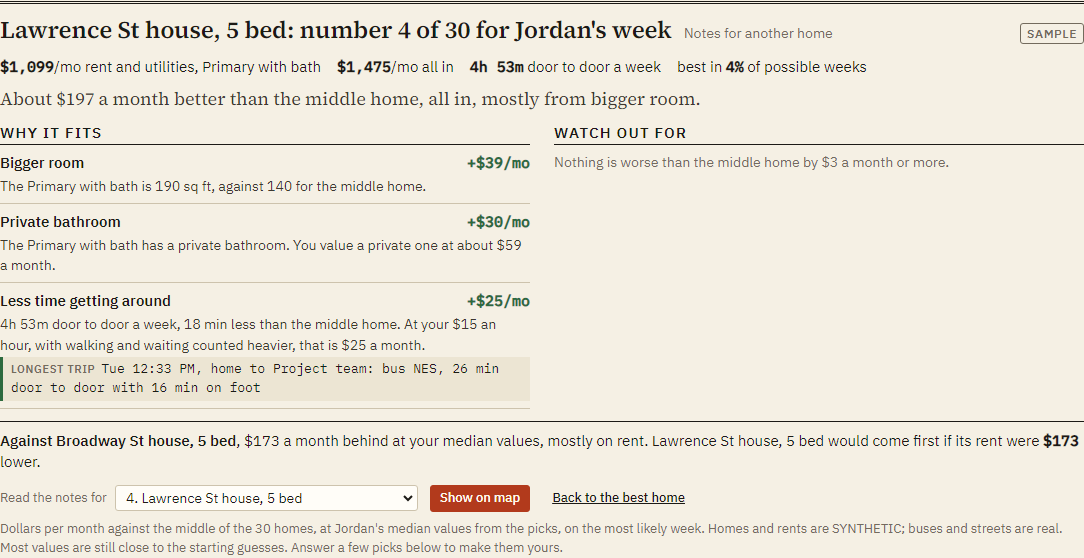 Lawrence St house, 5 bed: number 4 of 30 for Jordan's week Notes for another home SAMPLE
$1,099/mo rent and utilities, Primary with bath $1,475/mo all in 4h 53m door to door a week best in 4% of possible weeks
About $197 a month better than the middle home, all in, mostly from bigger room.
WHY IT FITS
Bigger room +$39/mo
The Primary with bath is 190 sq ft, against 140 for the middle home.
Private bathroom +$30/mo
The Primary with bath has a private bathroom. You value a private one at about $59
a month.
Less time getting around +$25/mo
4h 53m door to door a week, 18 min less than the middle home. At your $15 an
hour, with walking and waiting counted heavier, that is $25 a month.
LONGEST TRIP Tue 12:33 PM, home to Project team: bus NES, 26 min
door to door with 16 min on foot
WATCH OUT FOR
Nothing is worse than the middle home by $3 a month or more.
Against Broadway St house, 5 bed, $173 a month behind at your median values, mostly on rent. Lawrence St house, 5 bed would come first if its rent were $173
lower.
Read the notes for 4. Lawrence St house, 5 bed Show on map Back to the best home
Dollars per month against the middle of the 30 homes, at Jordan's median values from the picks, on the most likely week. Homes and rents are SYNTHETIC; buses and streets are real.
Most values are still close to the starting guesses. Answer a few picks below to make them yours.